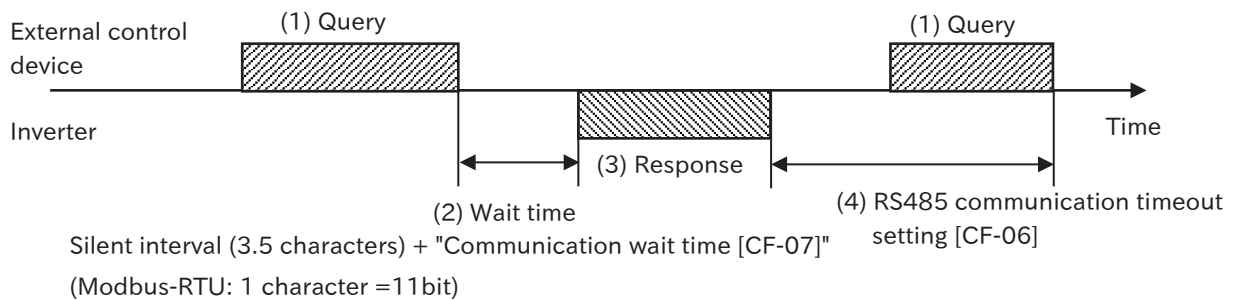 (1) Query
(1) Query
External control
device
Inverter
Time
(3) Response
(2) Wait time
(4) RS485 communication timeout
setting [CF-06]
Silent interval (3.5 characters) + "Communication wait time [CF-07]"
(Modbus-RTU: 1 character =11bit)